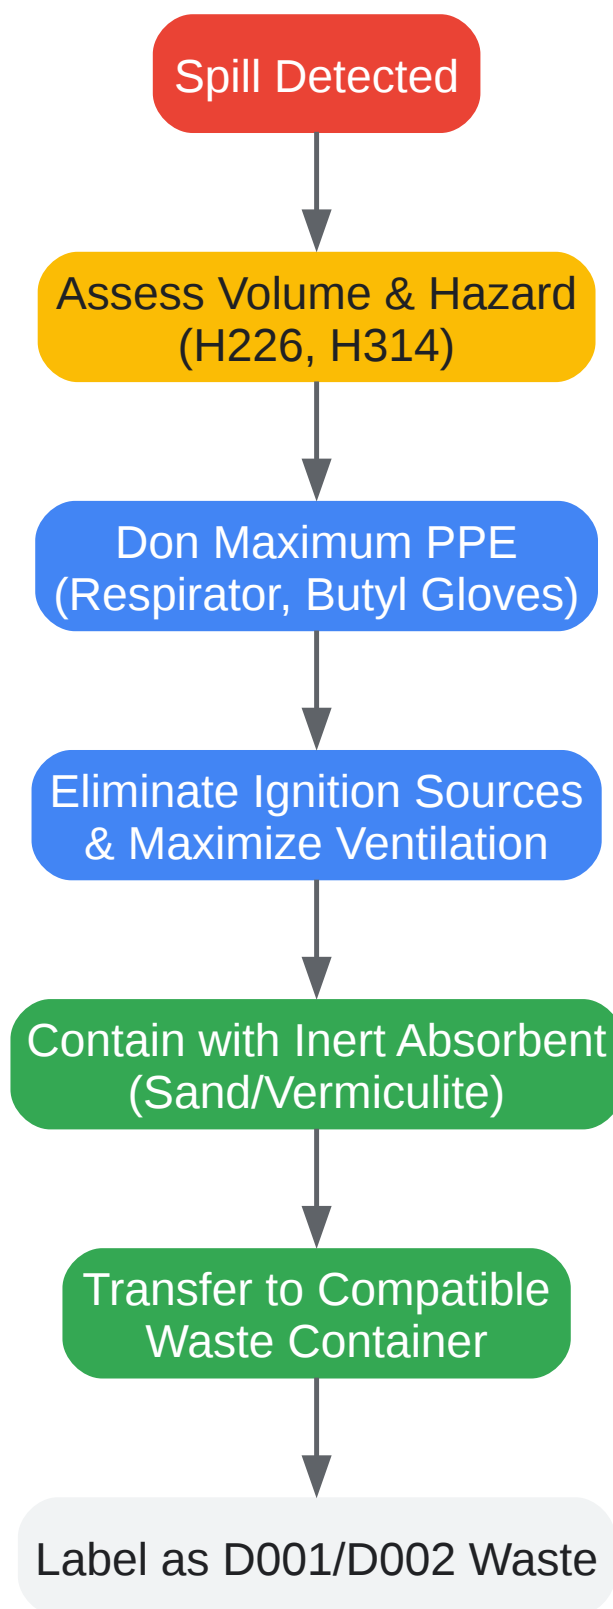 Spill Detected
Assess Volume & Hazard
(H226, H314)
Don Maximum PPE
(Respirator, Butyl Gloves)
Eliminate Ignition Sources
& Maximize Ventilation
Contain with Inert Absorbent
(Sand/Vermiculite)
Transfer to Compatible
Waste Container
Label as D001/D002 Waste